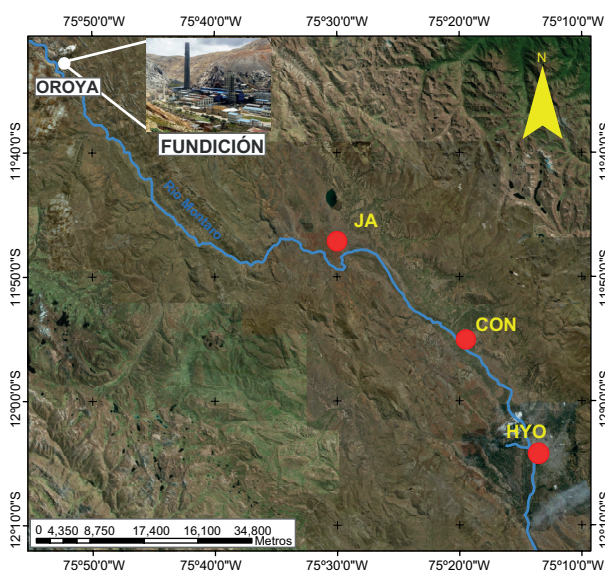 75°50'0"S 75°40'0"S 75°30'0"S 75°20'0"S 75°10'0"S
OROYA
FUNDICIÓN
N
11°40'0"S 11°40'0"S
Río Mantaro
JA
11°50'0"S 11°50'0"S
CON
12°00'0"S 12°00'0"S
HYO
12°10'0"S 12°10'0"S
0 4,350 8,750 17,400 16,100 34,800
Metros
75°50'0"S 75°40'0"S 75°30'0"S 75°20'0"S 75°10'0"S